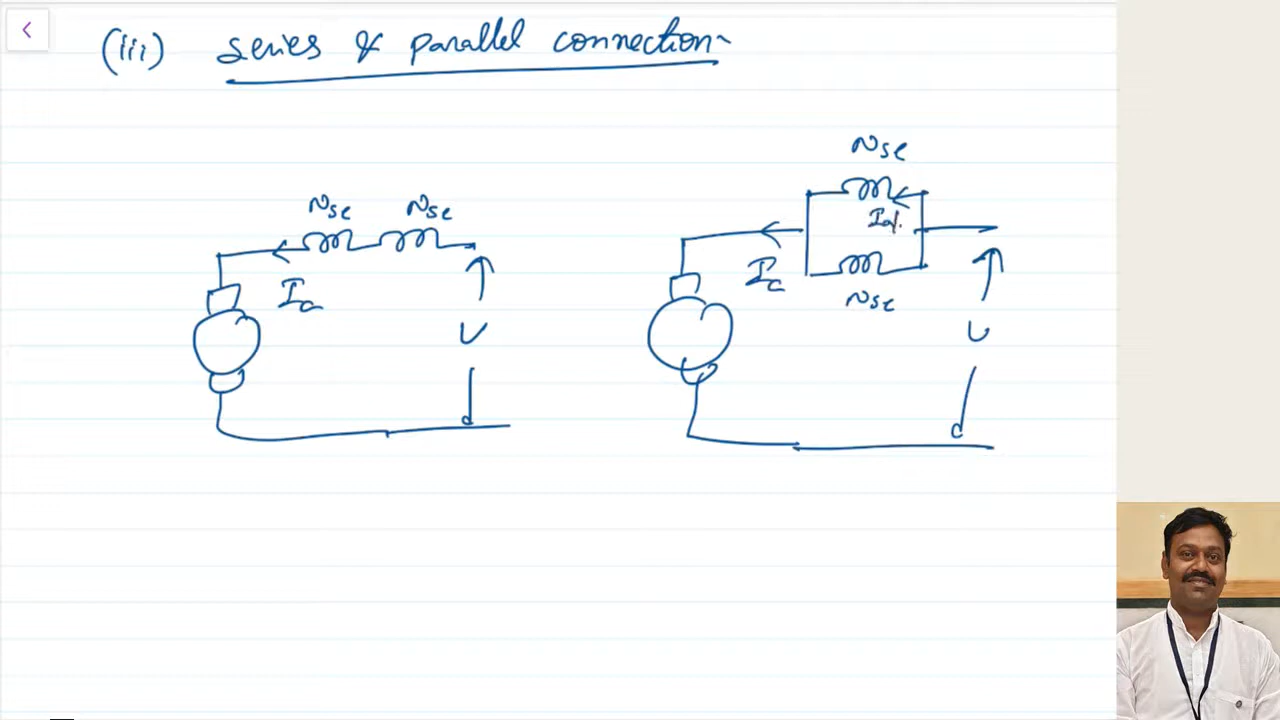 (iii) series & parallel connection
Nse
Nse Nse
Ia
Ia
Nse
Ia
V
V